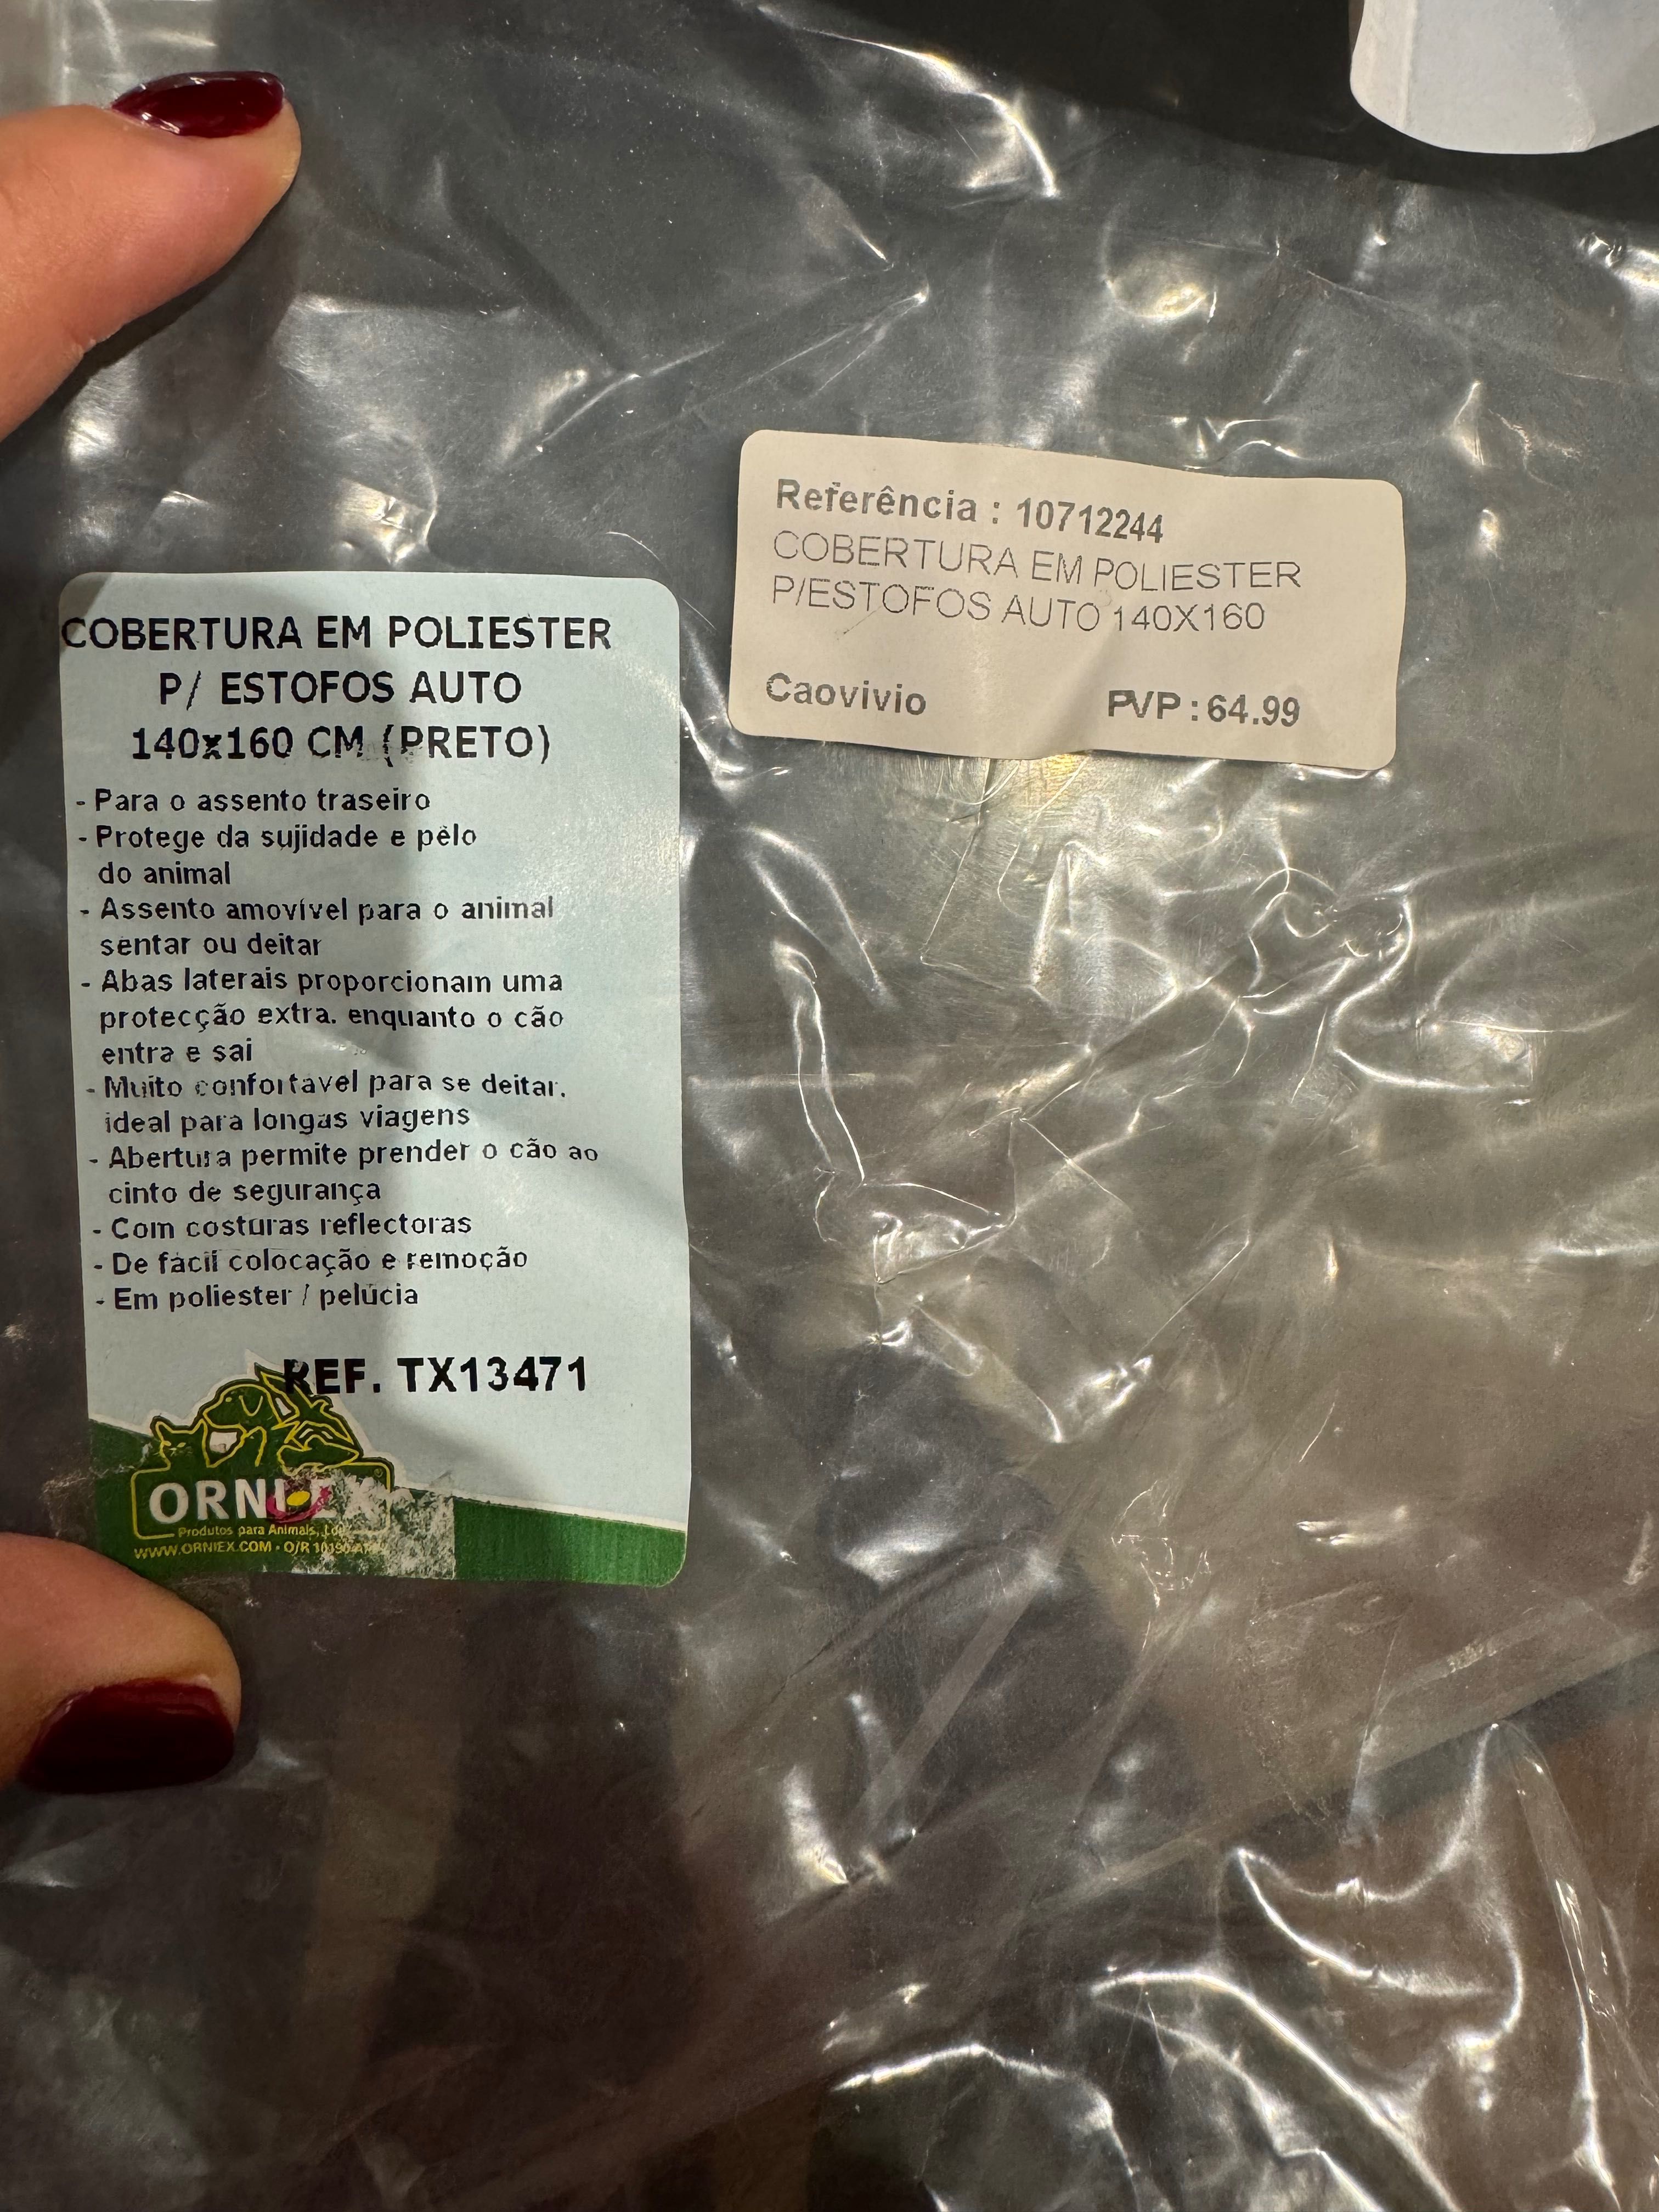 COBERTURA EM POLIESTER
P/ ESTOFOS AUTO
140x160 CM (PRETO)
- Para o assento traseiro
- Protege da sujidade e pêlo
do animal
- Assento amovível para o animal
sentar ou deitar
- Abas laterais proporcionam uma
protecção extra. enquanto o cão
entra e sai
- Muito confortável para se deitar.
ideal para longas viagens
- Abertura permite prender o cão ao
cinto de segurança
- Com costuras reflectoras
- De fácil colocação e remoção
- Em poliester / pelúcia
REF. TX13471
ORNIEX
Produtos para Animais,
WWW.ORNIEX.COM - O/R
Referência : 10712244
COBERTURA EM POLIESTER
P/ESTOFOS AUTO 140X160
Caovivio PVP : 64.99